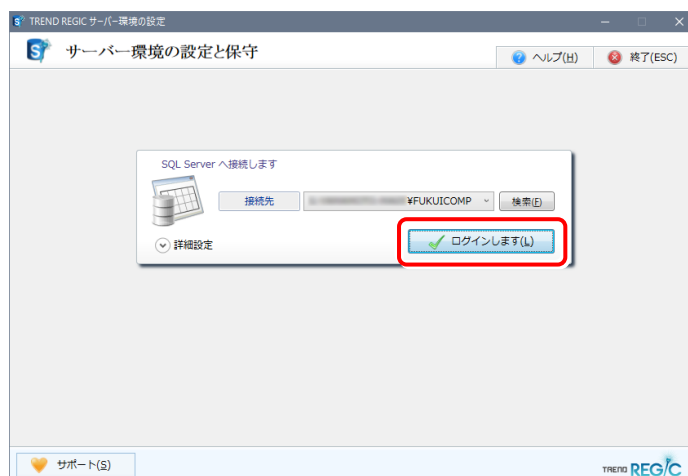 TREND REGIC サーバー環境の設定
サーバー環境の設定と保守
ヘルプ(H)
終了(ESC)
SQL Server へ接続します
接続先
¥FUKUICOMP
検索(F)
詳細設定
ログインします(L)
サポート(S)
TREND REGIC